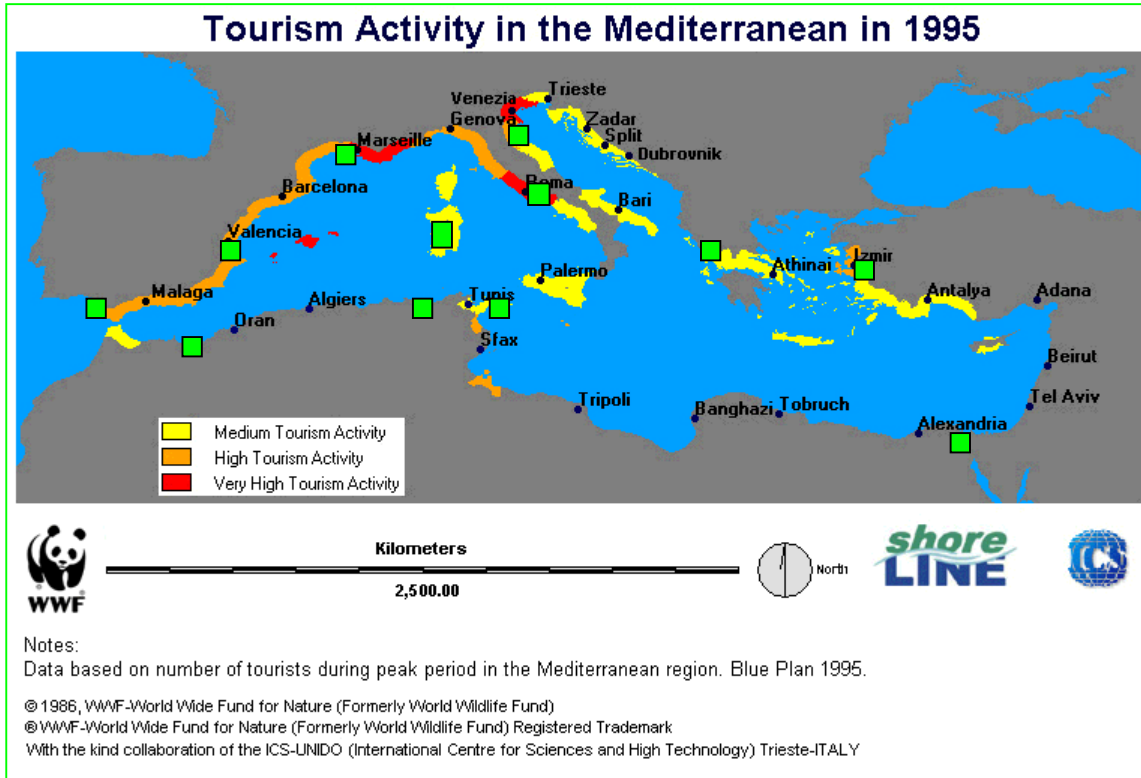 Tourism Activity in the Mediterranean in 1995
Trieste
Venezia
Genova
Zadar
Split
Marseille
Dubrovnik
Barcelona
Roma
Bari
Valencia
Palermo
Athinai
Izmir
Malaga
Algiers
Tunis
Antalya
Adana
Oran
Sfax
Beirut
Tripoli
Banghazi
Tobruch
Tel Aviv
Alexandria
Medium Tourism Activity
High Tourism Activity
Very High Tourism Activity
WWF
Kilometers
2,500.00
North
shore
LINE
ICS
Notes:
Data based on number of tourists during peak period in the Mediterranean region. Blue Plan 1995.
© 1986, WWF-World Wide Fund for Nature (Formerly World Wildlife Fund)
® WWF-World Wide Fund for Nature (Formerly World Wildlife Fund) Registered Trademark
With the kind collaboration of the ICS-UNIDO (International Centre for Sciences and High Technology) Trieste-ITALY